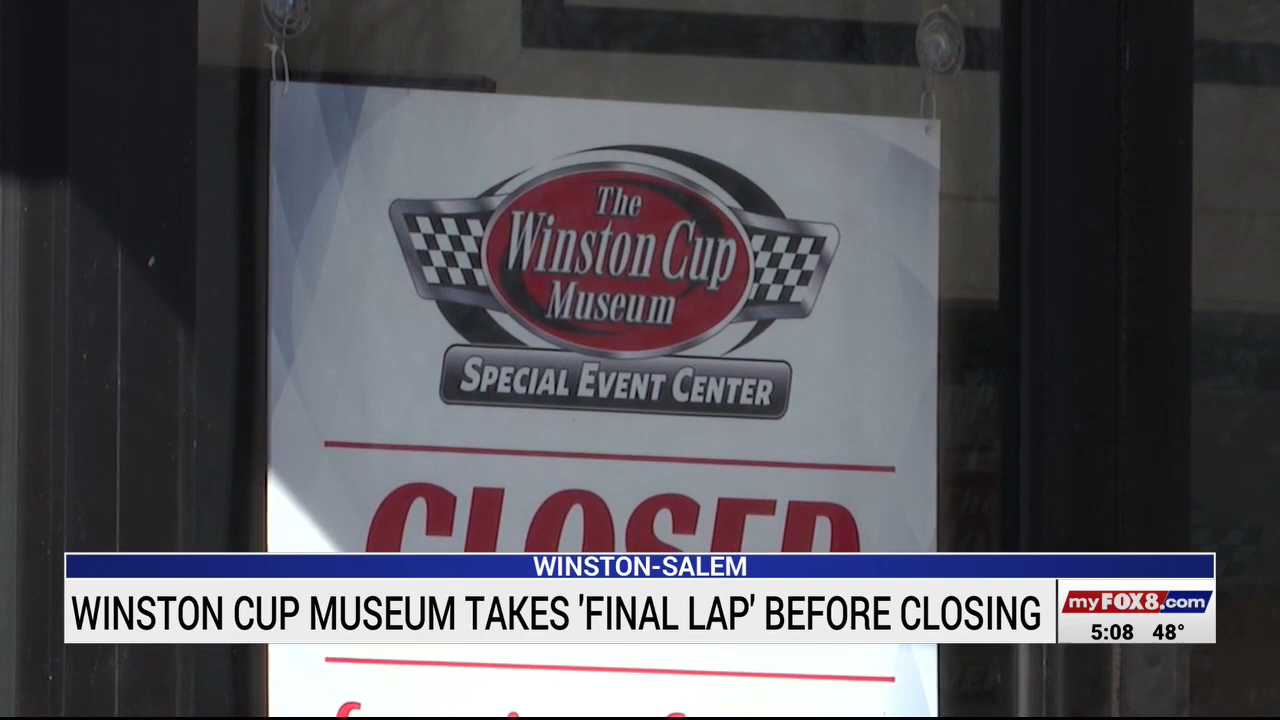 The
Winston Cup
Museum
SPECIAL EVENT CENTER
CLOSED
WINSTON-SALEM
WINSTON CUP MUSEUM TAKES 'FINAL LAP' BEFORE CLOSING
myFOX8.com
5:08 48°